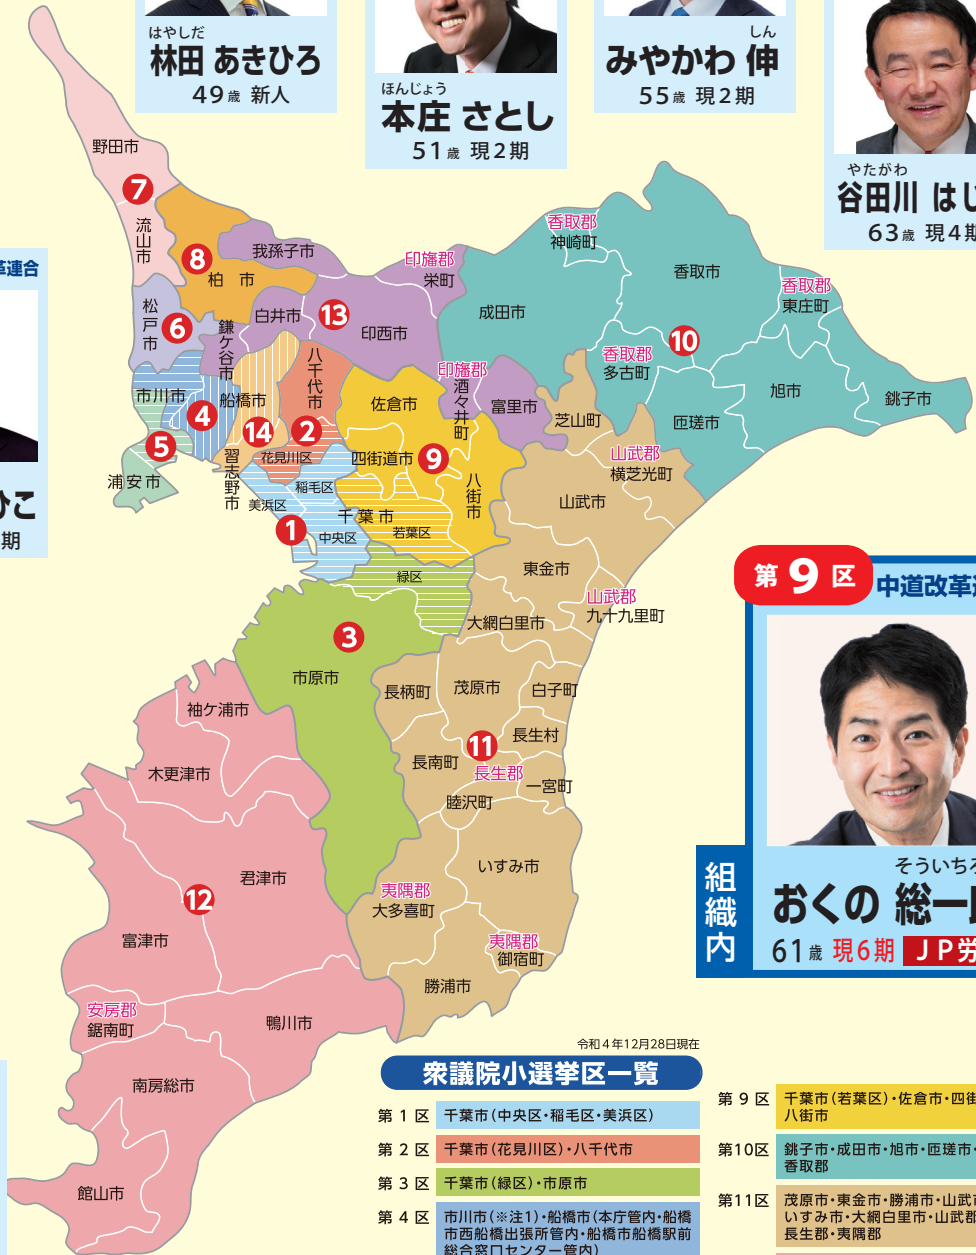 はやしだ
林田 あきひろ
49歳 新人
ほんじょう
本庄 さとし
51歳 現2期
しん
みやかわ 伸
55歳 現2期
やたがわ
谷田川 はじ
63歳 現4期
革連合
ひこ
期
野田市
7
流山市
8
柏 市
我孫子市
印旛郡
栄町
香取郡
神崎町
香取市
香取郡
東庄町
松戸市
6
鎌ケ谷市
白井市
13
印西市
成田市
10
八千代市
印旛郡
酒々井町
富里市
香取郡
多古町
旭市
銚子市
市川市
4
船橋市
14
2
佐倉市
芝山町
匝瑳市
5
花見川区
四街道市
9
山武郡
横芝光町
浦安市
習志野市
稲毛区
美浜区
八街市
山武市
千葉市
1
中央区
若葉区
緑区
東金市
山武郡
九十九里町
大網白里市
3
市原市
長柄町
茂原市
白子町
袖ケ浦市
11
長生村
長南町
長生郡
一宮町
木更津市
睦沢町
いすみ市
君津市
12
夷隅郡
大多喜町
富津市
夷隅郡
御宿町
勝浦市
安房郡
鋸南町
鴨川市
南房総市
館山市
第9区
中道改革連
組織内
そういちろ
おくの 総一郎
61歳 現6期 JP労
令和4年12月28日現在
衆議院小選挙区一覧
第 1 区 千葉市(中央区・稲毛区・美浜区)
第 2 区 千葉市(花見川区)・八千代市
第 3 区 千葉市(緑区)・市原市
第 4 区 市川市(※注1)・船橋市(本庁管内・船橋
市西船橋出張所管内・船橋市船橋駅前
総合窓口センター管内)
第 9 区 千葉市(若葉区)・佐倉市・四街
八街市
第10区 銚子市・成田市・旭市・匝瑳市・
香取郡
第11区 茂原市・東金市・勝浦市・山武市
いすみ市・大網白里市・山武郡
長生郡・夷隅郡